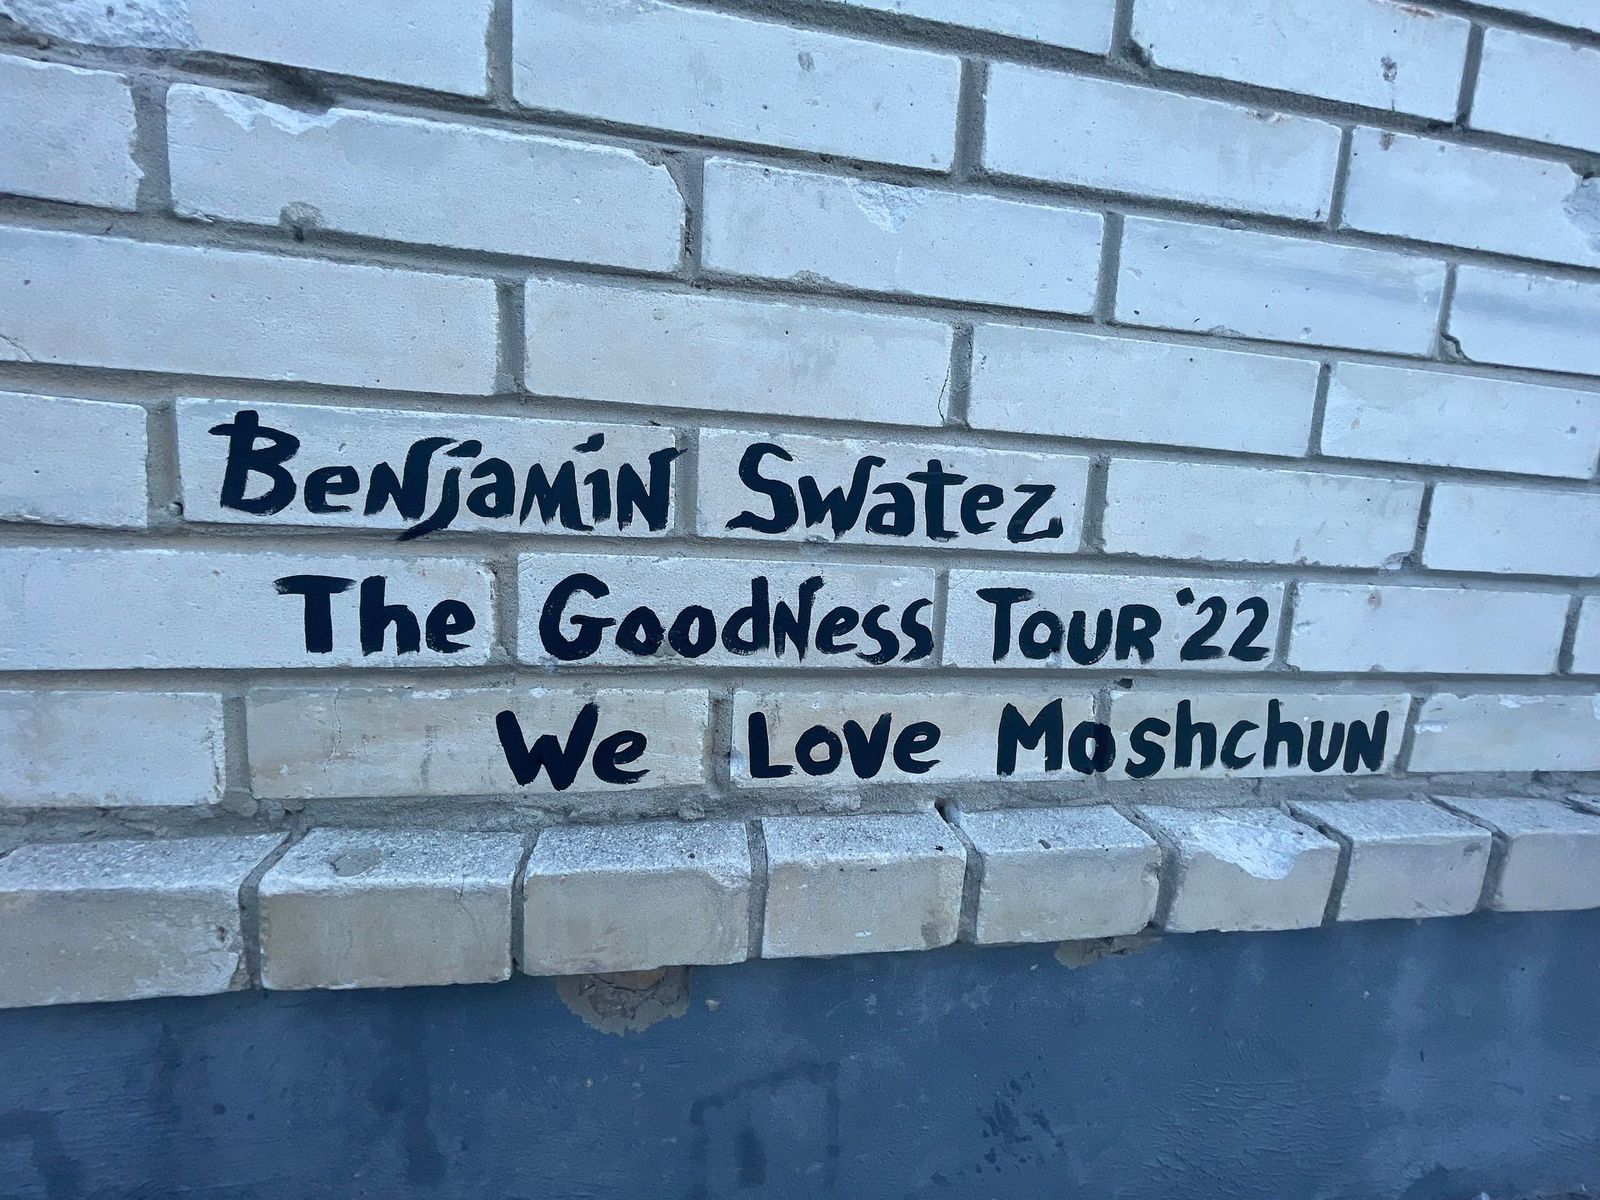 Benjamin Swatez
The Goodness Tour '22
We Love Moshchun